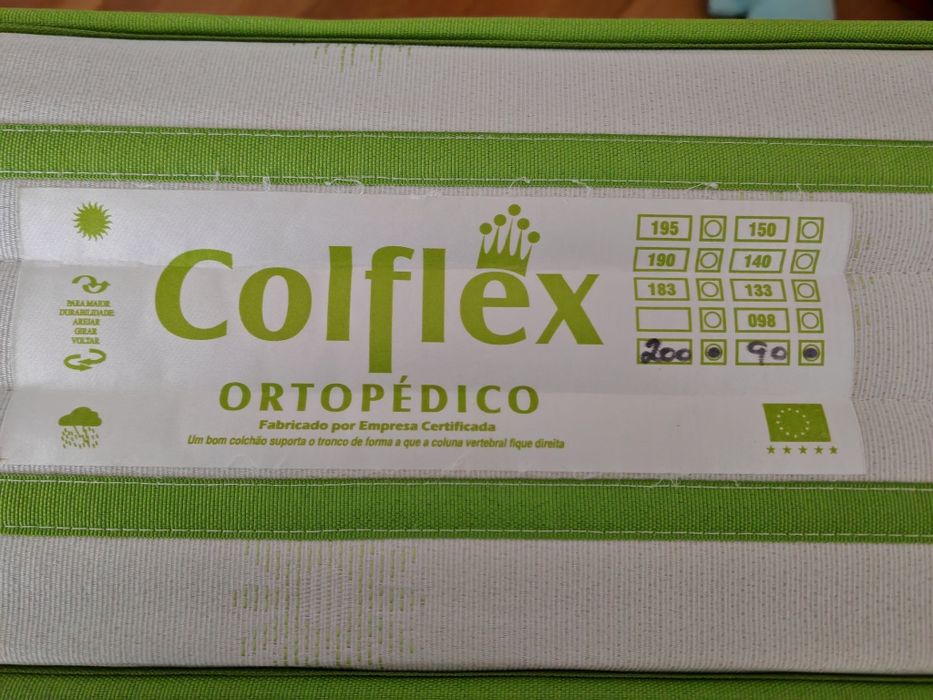 Colflex
ORTOPÉDICO
Fabricado por Empresa Certificada
Um bom colchão suporta o tronco de forma a que a coluna vertebral fique direita
PARA MAIOR
DURABILIDADE:
AREJAR
GIRAR
VOLTAR
195 150
190 140
183 133
098
200 90